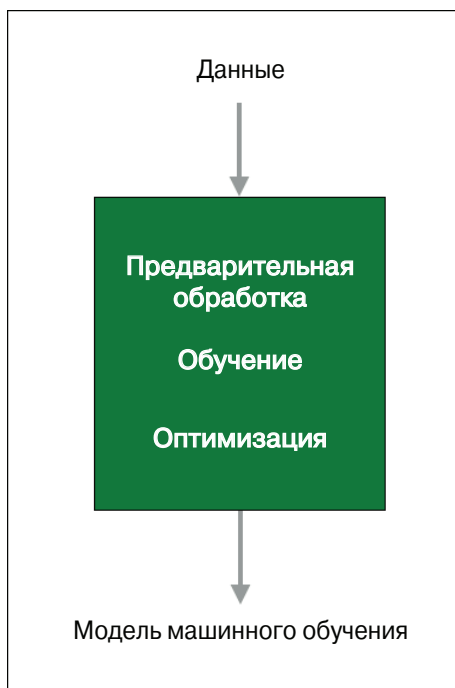 Данные
Предварительная
обработка
Обучение
Оптимизация
Модель машинного обучения